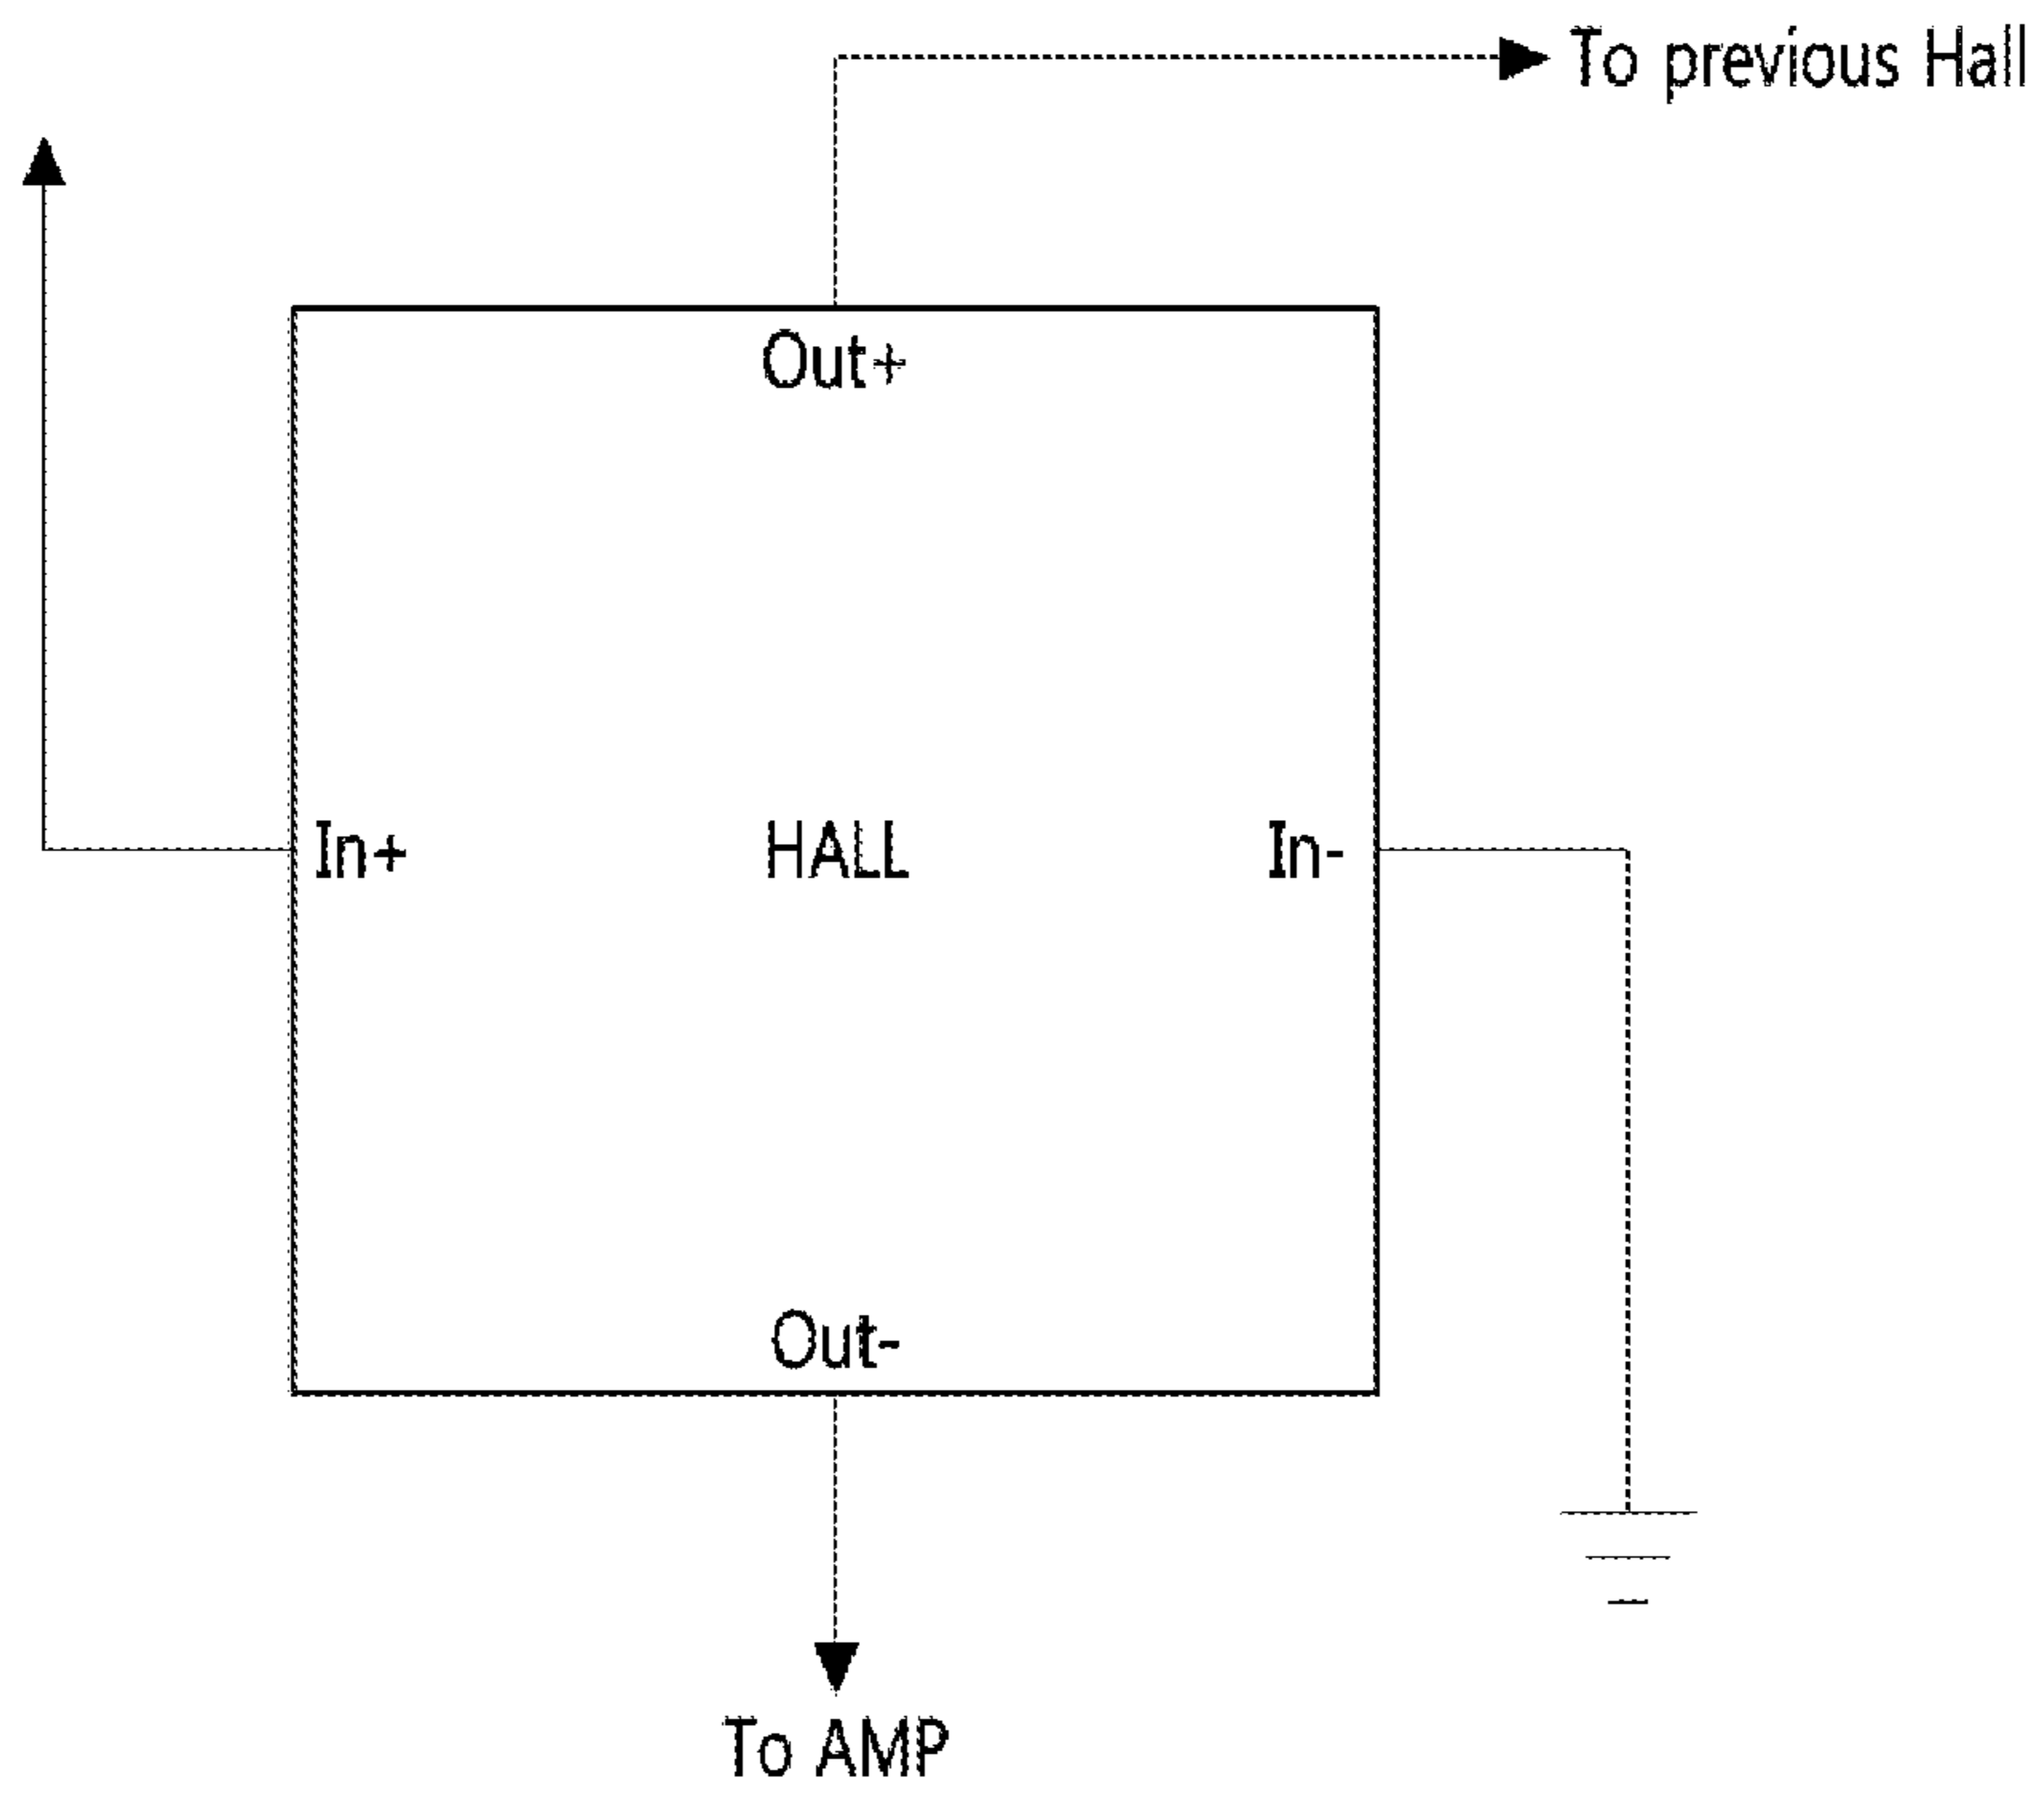 To previous Hall
Out+
In+
HALL
In-
Out-
To AMP